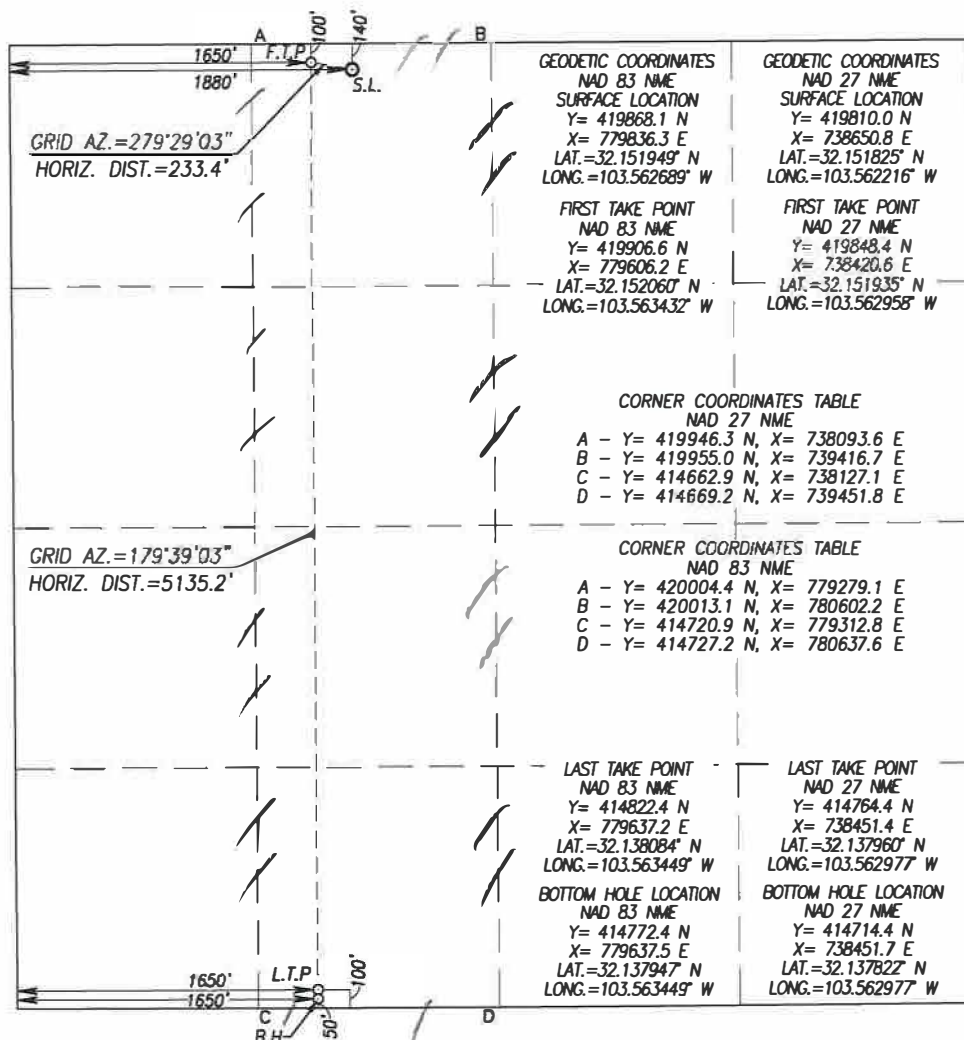 A
B
1650'
F.T.P
100'
140'
1880'
S.L.
GRID AZ.=279°29'03"
HORIZ. DIST.=233.4'
GEODETIC COORDINATES
NAD 83 NME
SURFACE LOCATION
Y= 419868.1 N
X= 779836.3 E
LAT.=32.151949° N
LONG.=103.562689° W
FIRST TAKE POINT
NAD 83 NME
Y= 419906.6 N
X= 779606.2 E
LAT.=32.152060° N
LONG.=103.563432° W
GEODETIC COORDINATES
NAD 27 NME
SURFACE LOCATION
Y= 419810.0 N
X= 738650.8 E
LAT.=32.151825° N
LONG.=103.562216° W
FIRST TAKE POINT
NAD 27 NME
Y= 419848.4 N
X= 738420.6 E
LAT.=32.151935° N
LONG.=103.562958° W
CORNER COORDINATES TABLE
NAD 27 NME
A - Y= 419946.3 N, X= 738093.6 E
B - Y= 419955.0 N, X= 739416.7 E
C - Y= 414662.9 N, X= 738127.1 E
D - Y= 414669.2 N, X= 739451.8 E
CORNER COORDINATES TABLE
NAD 83 NME
A - Y= 420004.4 N, X= 779279.1 E
B - Y= 420013.1 N, X= 780602.2 E
C - Y= 414720.9 N, X= 779312.8 E
D - Y= 414727.2 N, X= 780637.6 E
GRID AZ.=179°39'03"
HORIZ. DIST.=5135.2'
LAST TAKE POINT
NAD 83 NME
Y= 414822.4 N
X= 779637.2 E
LAT.=32.138084° N
LONG.=103.563449° W
BOTTOM HOLE LOCATION
NAD 83 NME
Y= 414772.4 N
X= 779637.5 E
LAT.=32.137947° N
LONG.=103.563449° W
LAST TAKE POINT
NAD 27 NME
Y= 414764.4 N
X= 738451.4 E
LAT.=32.137960° N
LONG.=103.562977° W
BOTTOM HOLE LOCATION
NAD 27 NME
Y= 414714.4 N
X= 738451.7 E
LAT.=32.137822° N
LONG.=103.562977° W
1650'
L.T.P
100'
1650'
C
B.H.
50'
D